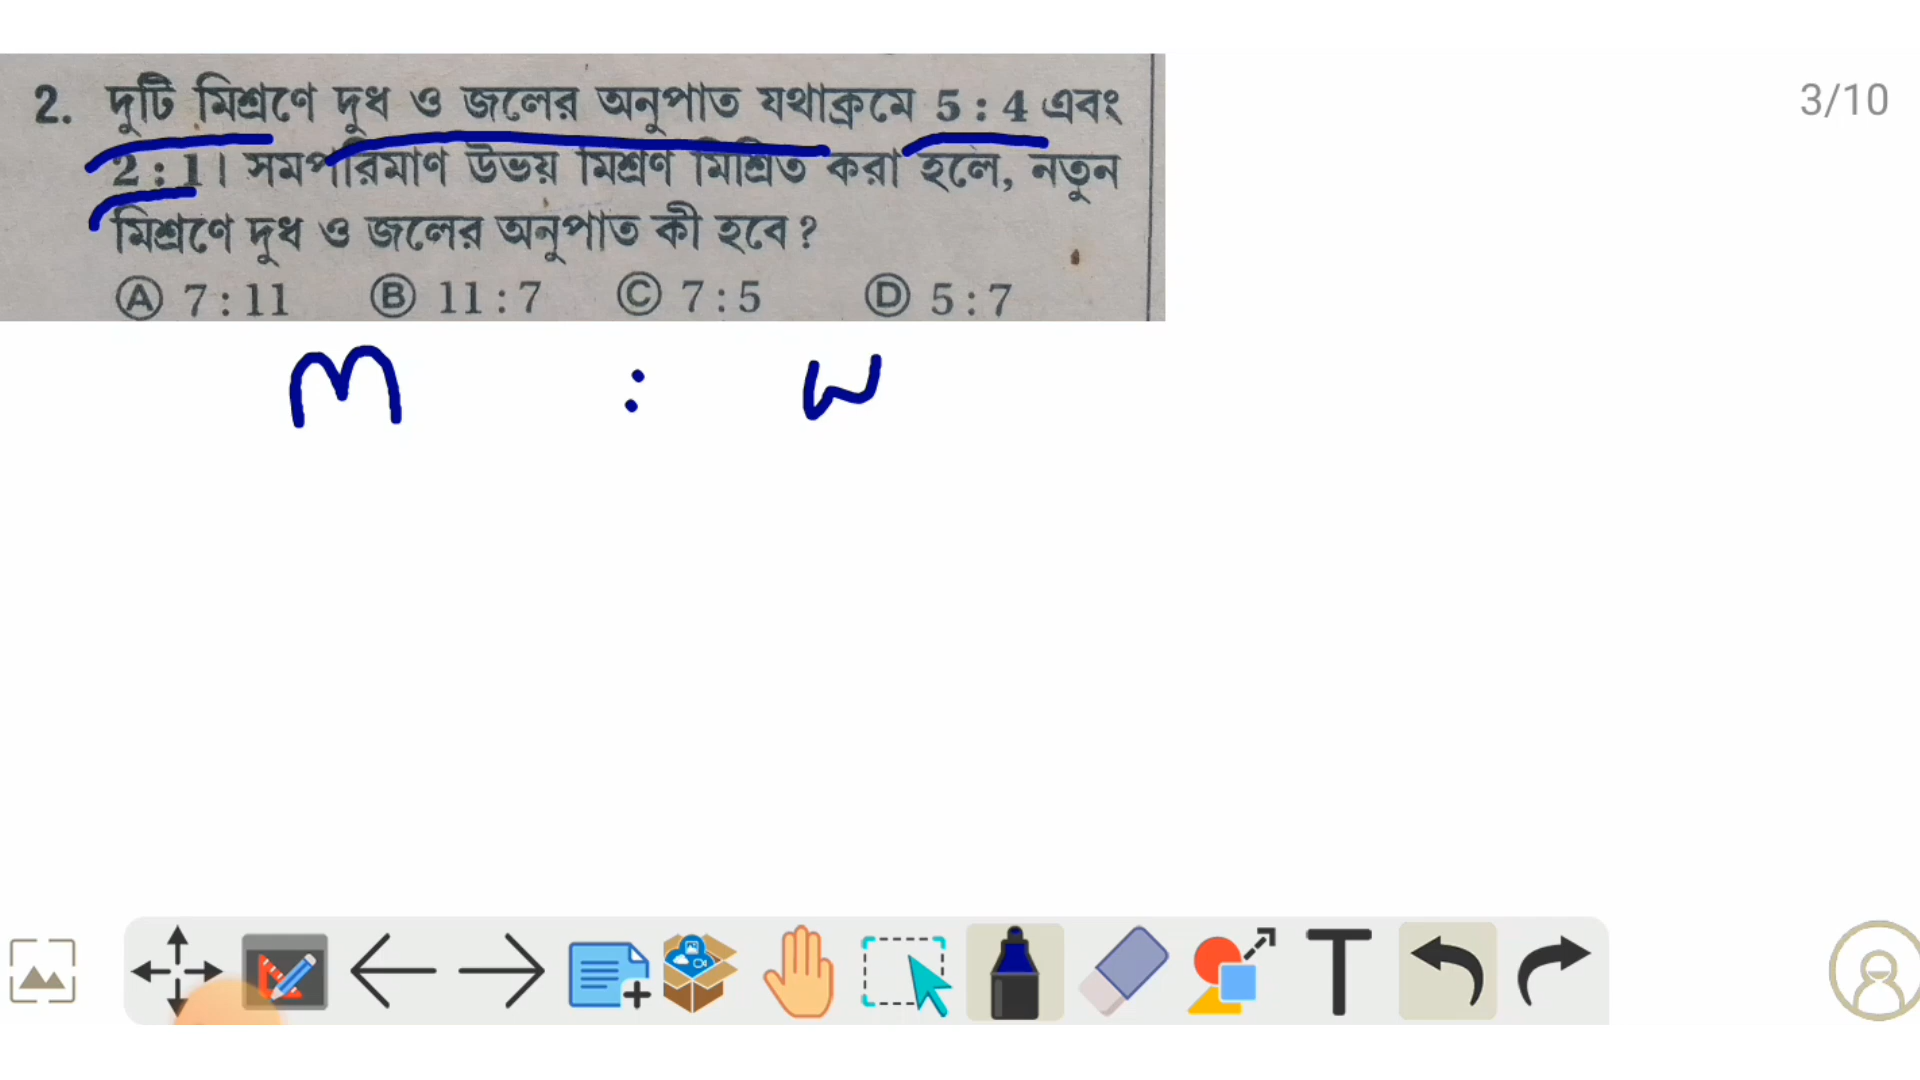 2. দুটি মিশ্রণে দুধ ও জলের অনুপাত যথাক্রমে 5 : 4 এবং
2 : 1। সমপরিমাণ উভয় মিশ্রণ মিশ্রিত করা হলে, নতুন
মিশ্রণে দুধ ও জলের অনুপাত কী হবে ?
Ⓐ 7 : 11 Ⓑ 11 : 7 Ⓒ 7 : 5 Ⓓ 5 : 7
3/10
M : W
T